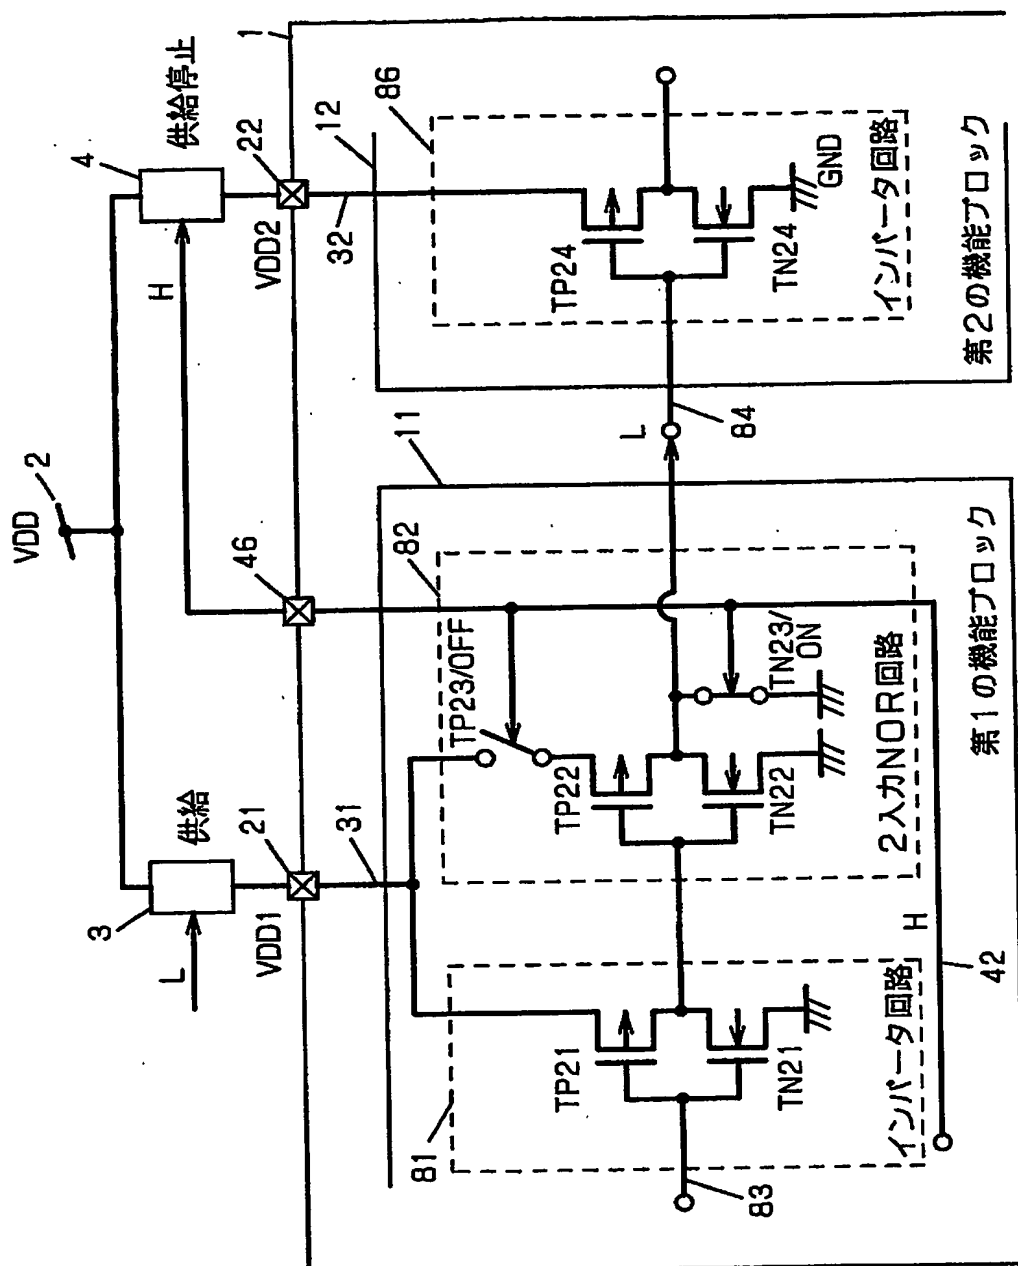 VDD
2
3
供給
L
21
VDD1
31
46
H
4
供給停止
22
VDD2
32
1
12
86
11
82
81
TP23/OFF
TP21
TN21
TP22
TN22
TN23/
ON
TP24
TN24
GND
83
L
84
H
42
インバータ回路
2入力NOR回路
インバータ回路
第1の機能ブロック
第2の機能ブロック